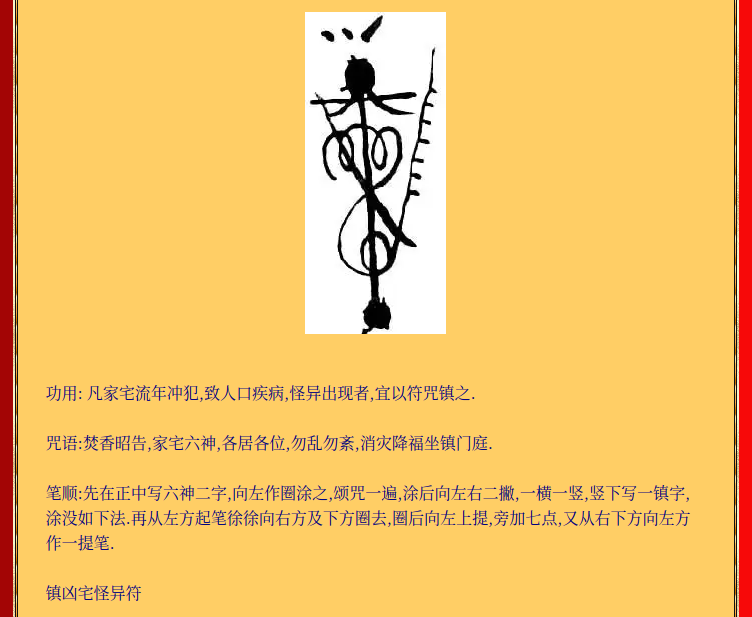 功用: 凡家宅流年冲犯,致人口疾病,怪异出现者,宜以符咒镇之.
咒语:焚香昭告,家宅六神,各居各位,勿乱勿紊,消灾降福坐镇门庭.
笔顺:先在正中写六神二字,向左作圈涂之,颂咒一遍,涂后向左右二撇,一横一竖,竖下写一镇字,
涂没如下法.再从左方起笔徐徐向右方及下方圈去,圈后向左上提,旁加七点,又从右下方向左方
作一提笔.
镇凶宅怪异符